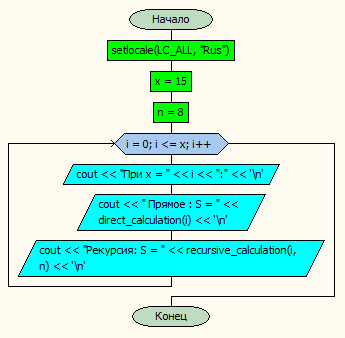 Начало
setlocale(LC_ALL, "Rus")
x = 15
n = 8
i = 0; i <= x; i++
cout << "При x = " << i << ":" << '\n'
cout << " Прямое : S = " <<
direct_calculation(i) << '\n'
cout << "Рекурсия: S = " << recursive_calculation(i,
n) << '\n'
Конец